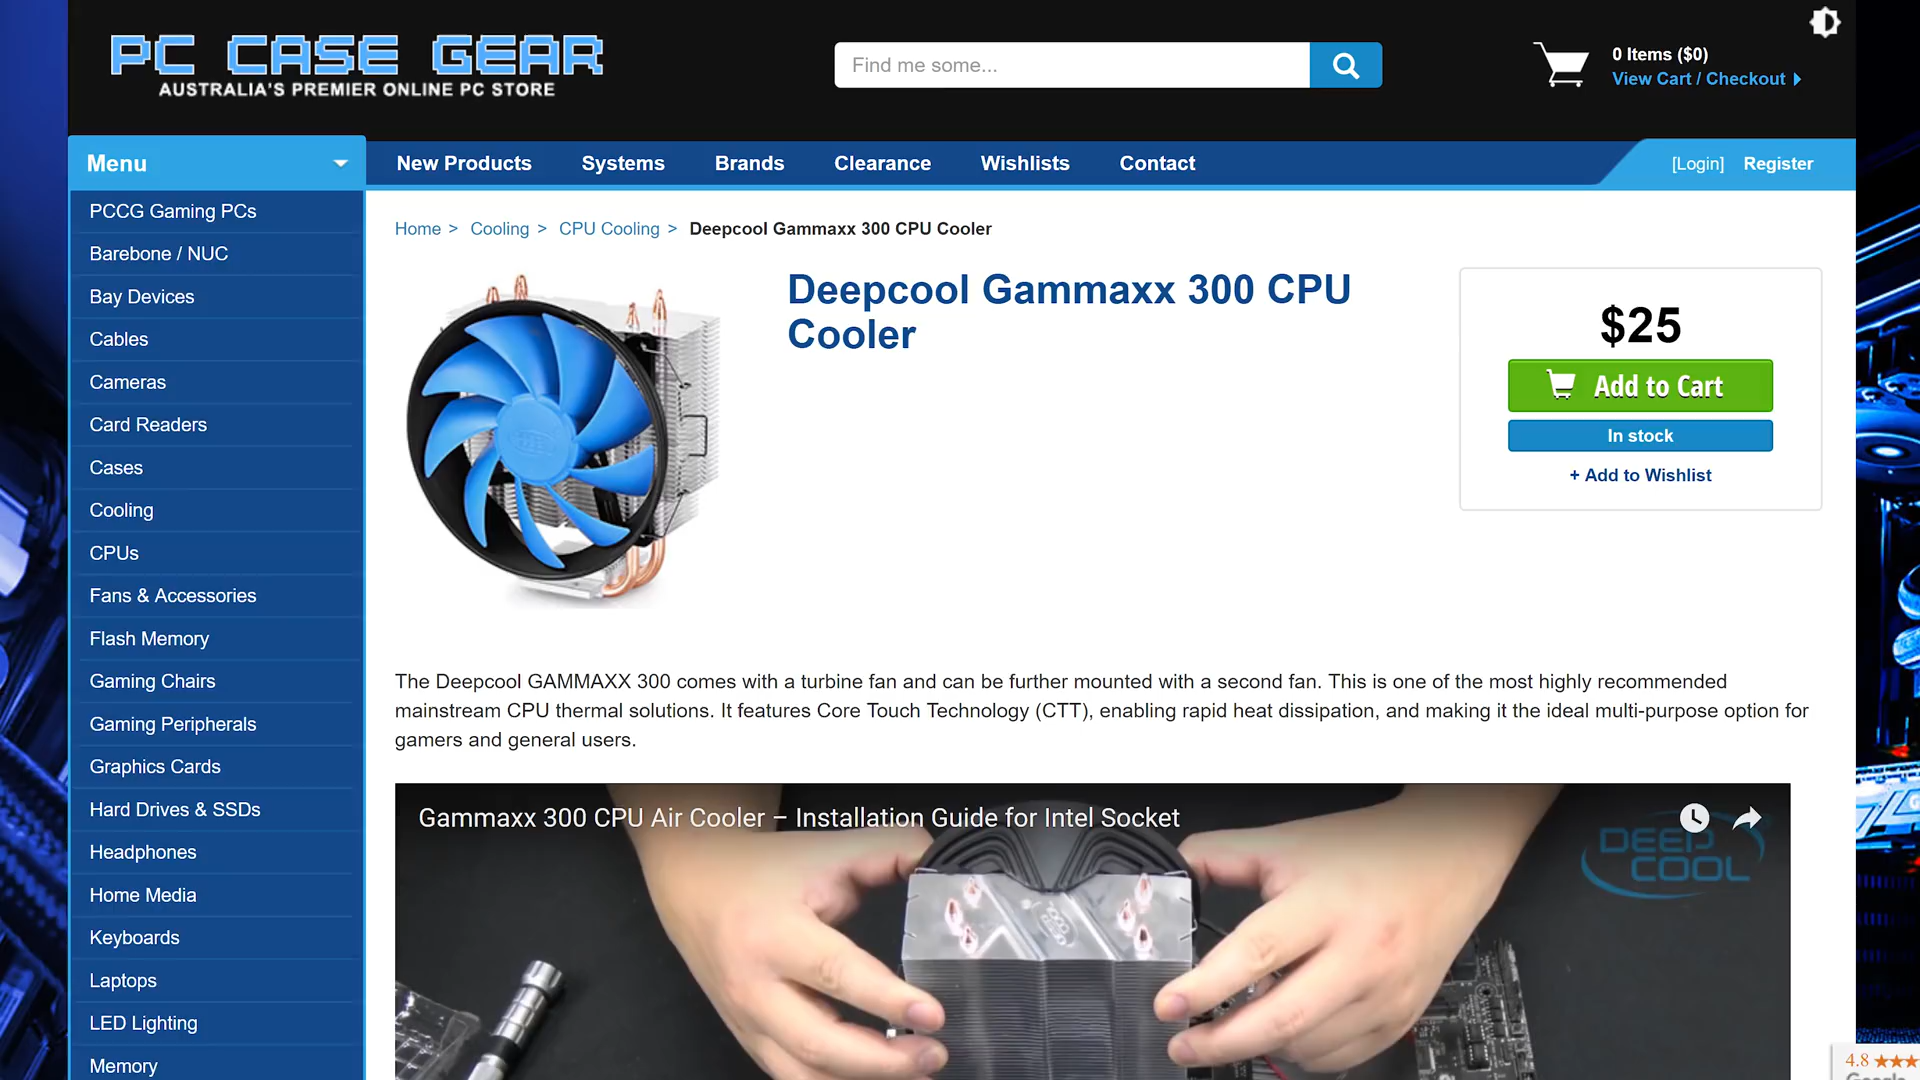 PC CASE GEAR
AUSTRALIA'S PREMIER ONLINE PC STORE
Find me some...
0 Items ($0)
View Cart / Checkout
Menu
New Products
Systems
Brands
Clearance
Wishlists
Contact
[Login]
Register
PCCG Gaming PCs
Barebone / NUC
Bay Devices
Cables
Cameras
Card Readers
Cases
Cooling
CPUs
Fans & Accessories
Flash Memory
Gaming Chairs
Gaming Peripherals
Graphics Cards
Hard Drives & SSDs
Headphones
Home Media
Keyboards
Laptops
LED Lighting
Memory
Home > Cooling > CPU Cooling > Deepcool Gammaxx 300 CPU Cooler
Deepcool Gammaxx 300 CPU
Cooler
$25
Add to Cart
In stock
+ Add to Wishlist
The Deepcool GAMMAXX 300 comes with a turbine fan and can be further mounted with a second fan. This is one of the most highly recommended
mainstream CPU thermal solutions. It features Core Touch Technology (CTT), enabling rapid heat dissipation, and making it the ideal multi-purpose option for
gamers and general users.
Gammaxx 300 CPU Air Cooler – Installation Guide for Intel Socket
DEEP
COOL
4.8